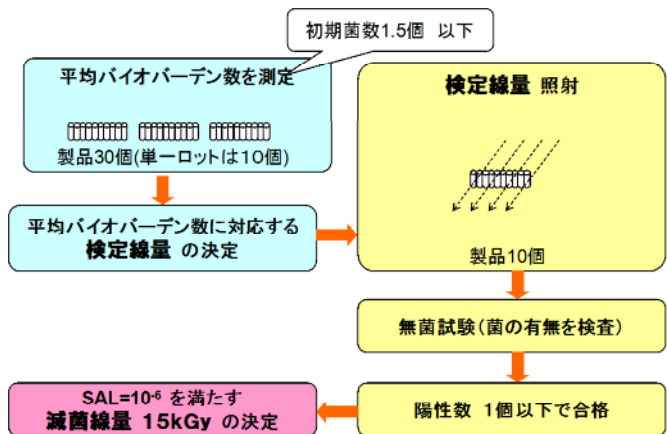 初期菌数1.5個 以下
平均バイオバーデン数を測定
製品30個(単一ロットは10個)
平均バイオバーデン数に対応する
検定線量 の決定
検定線量 照射
製品10個
無菌試験(菌の有無を検査)
陽性数 1個以下で合格
SAL=10⁻⁶ を満たす
滅菌線量 15kGy の決定